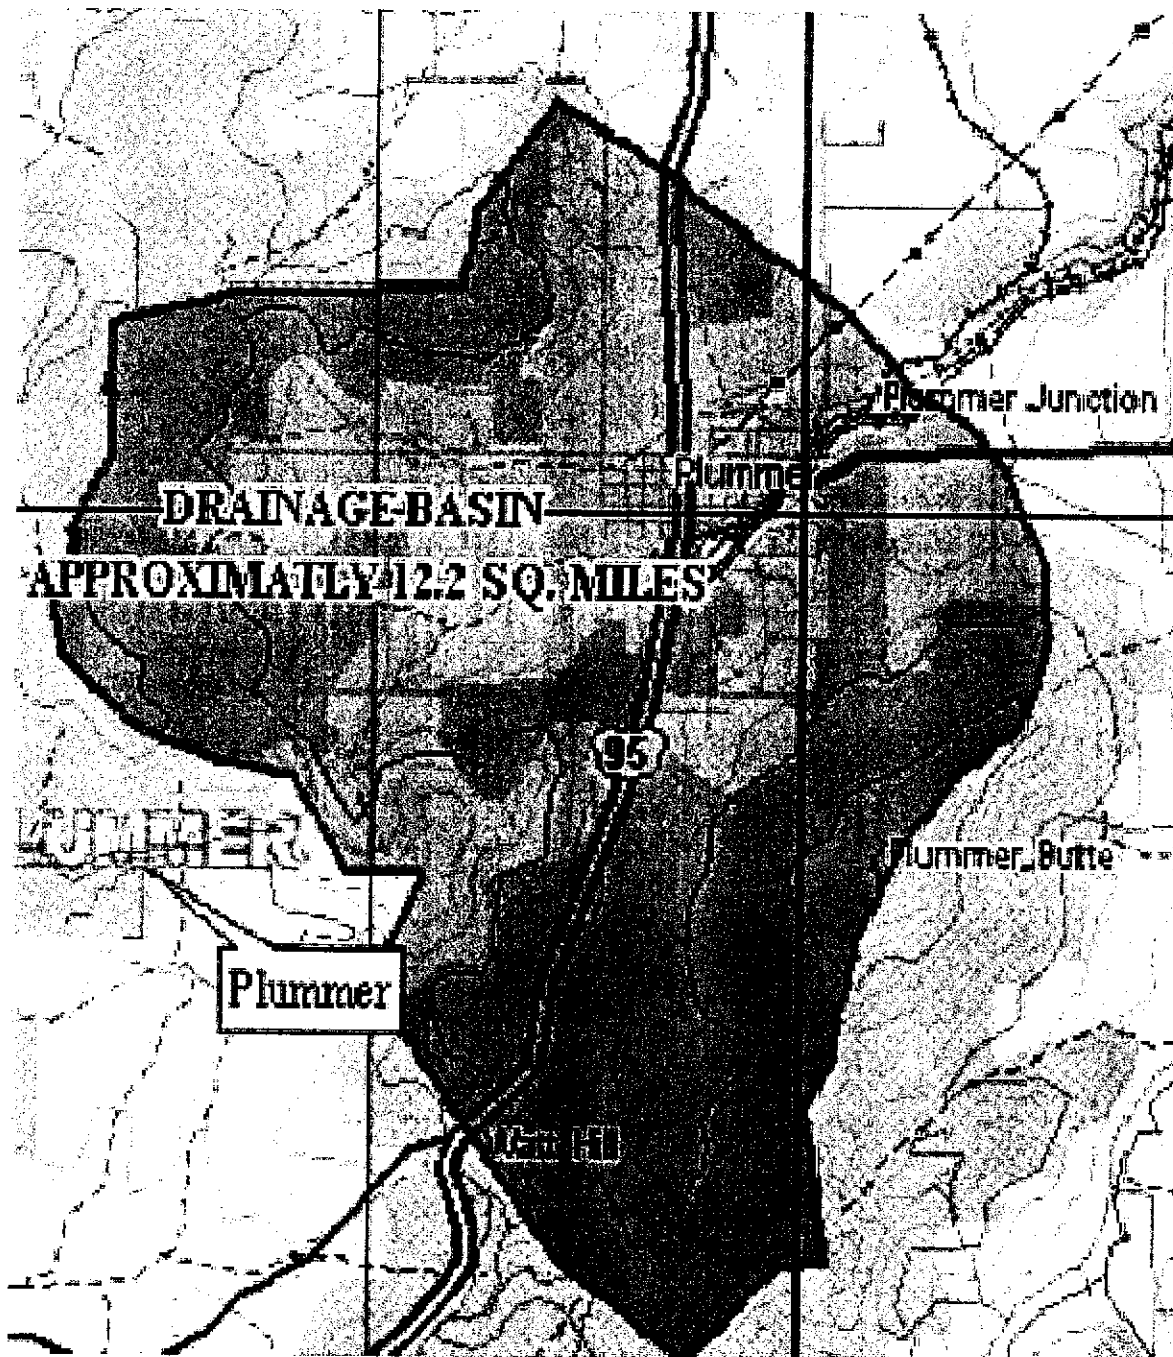 Plummer Junction
Plummer
DRAINAGE BASIN
APPROXIMATLY 12.2 SQ. MILES
95
Plummer Butte
Plummer